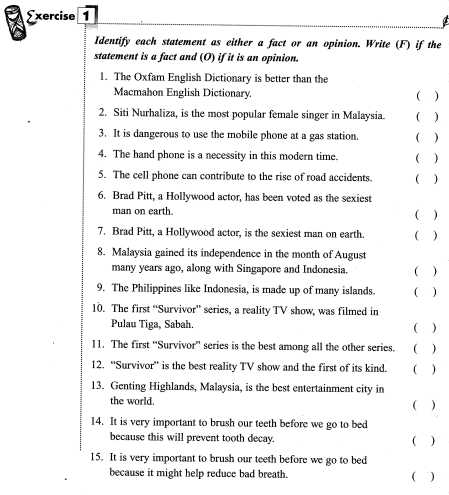 Exercise 1
Identify each statement as either a fact or an opinion. Write (F) if the
statement is a fact and (O) if it is an opinion.
1. The Oxfam English Dictionary is better than the
Macmahon English Dictionary. ( )
2. Siti Nurhaliza, is the most popular female singer in Malaysia. ( )
3. It is dangerous to use the mobile phone at a gas station. ( )
4. The hand phone is a necessity in this modern time. ( )
5. The cell phone can contribute to the rise of road accidents. ( )
6. Brad Pitt, a Hollywood actor, has been voted as the sexiest
man on earth. ( )
7. Brad Pitt, a Hollywood actor, is the sexiest man on earth. ( )
8. Malaysia gained its independence in the month of August
many years ago, along with Singapore and Indonesia. ( )
9. The Philippines like Indonesia, is made up of many islands. ( )
10. The first “Survivor” series, a reality TV show, was filmed in
Pulau Tiga, Sabah. ( )
11. The first “Survivor” series is the best among all the other series. ( )
12. “Survivor” is the best reality TV show and the first of its kind. ( )
13. Genting Highlands, Malaysia, is the best entertainment city in
the world. ( )
14. It is very important to brush our teeth before we go to bed
because this will prevent tooth decay. ( )
15. It is very important to brush our teeth before we go to bed
because it might help reduce bad breath. ( )